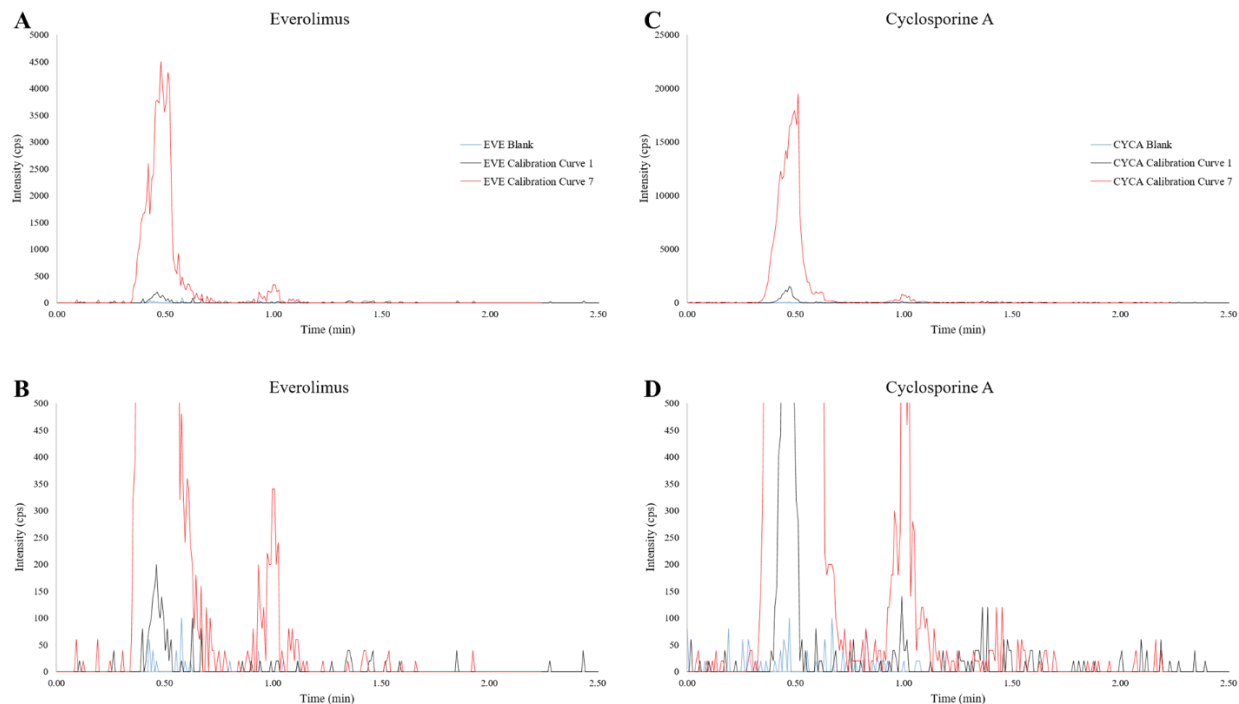 A
Everolimus
5000
4500
4000
3500
3000
2500
2000
1500
1000
500
0
Intensity (cps)
0.00 0.50 1.00 1.50 2.00 2.50
Time (min)
EVE Blank
EVE Calibration Curve 1
EVE Calibration Curve 7
C
Cyclosporine A
25000
20000
15000
10000
5000
0
Intensity (cps)
0.00 0.50 1.00 1.50 2.00 2.50
Time (min)
CYCA Blank
CYCA Calibration Curve 1
CYCA Calibration Curve 7
B
Everolimus
500
450
400
350
300
250
200
150
100
50
0
Intensity (cps)
0.00 0.50 1.00 1.50 2.00 2.50
Time (min)
D
Cyclosporine A
500
450
400
350
300
250
200
150
100
50
0
Intensity (cps)
0.00 0.50 1.00 1.50 2.00 2.50
Time (min)